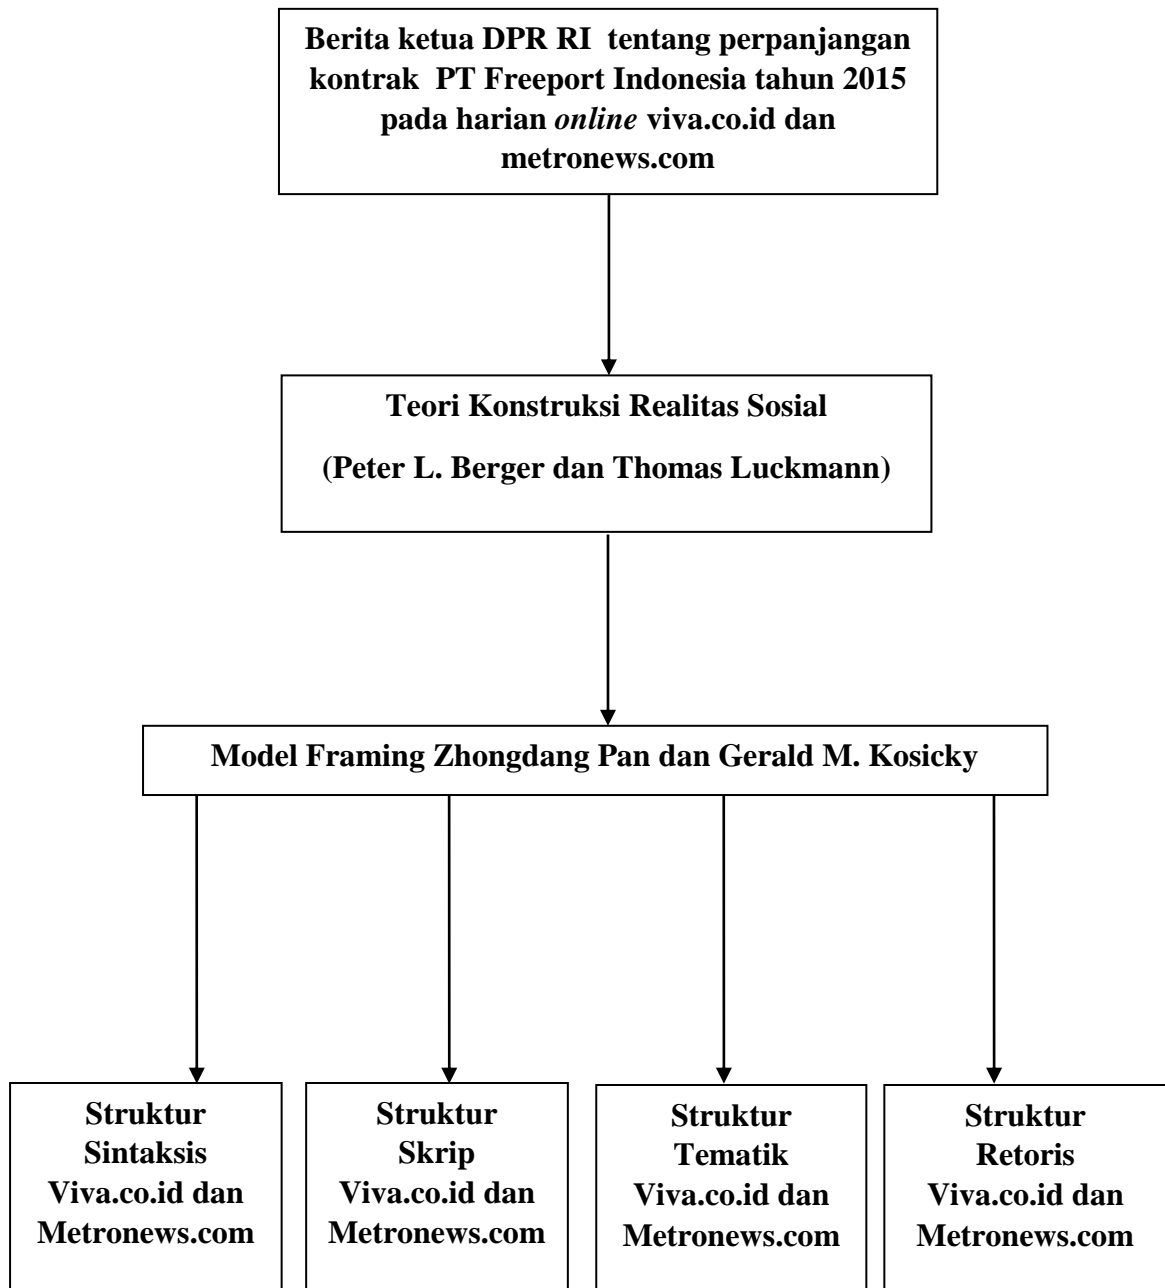 Berita ketua DPR RI tentang perpanjangan
kontrak PT Freeport Indonesia tahun 2015
pada harian online viva.co.id dan
metronews.com
Teori Konstruksi Realitas Sosial
(Peter L. Berger dan Thomas Luckmann)
Model Framing Zhongdang Pan dan Gerald M. Kosicky
Struktur
Sintaksis
Viva.co.id dan
Metronews.com
Struktur
Skrip
Viva.co.id dan
Metronews.com
Struktur
Tematik
Viva.co.id dan
Metronews.com
Struktur
Retoris
Viva.co.id dan
Metronews.com